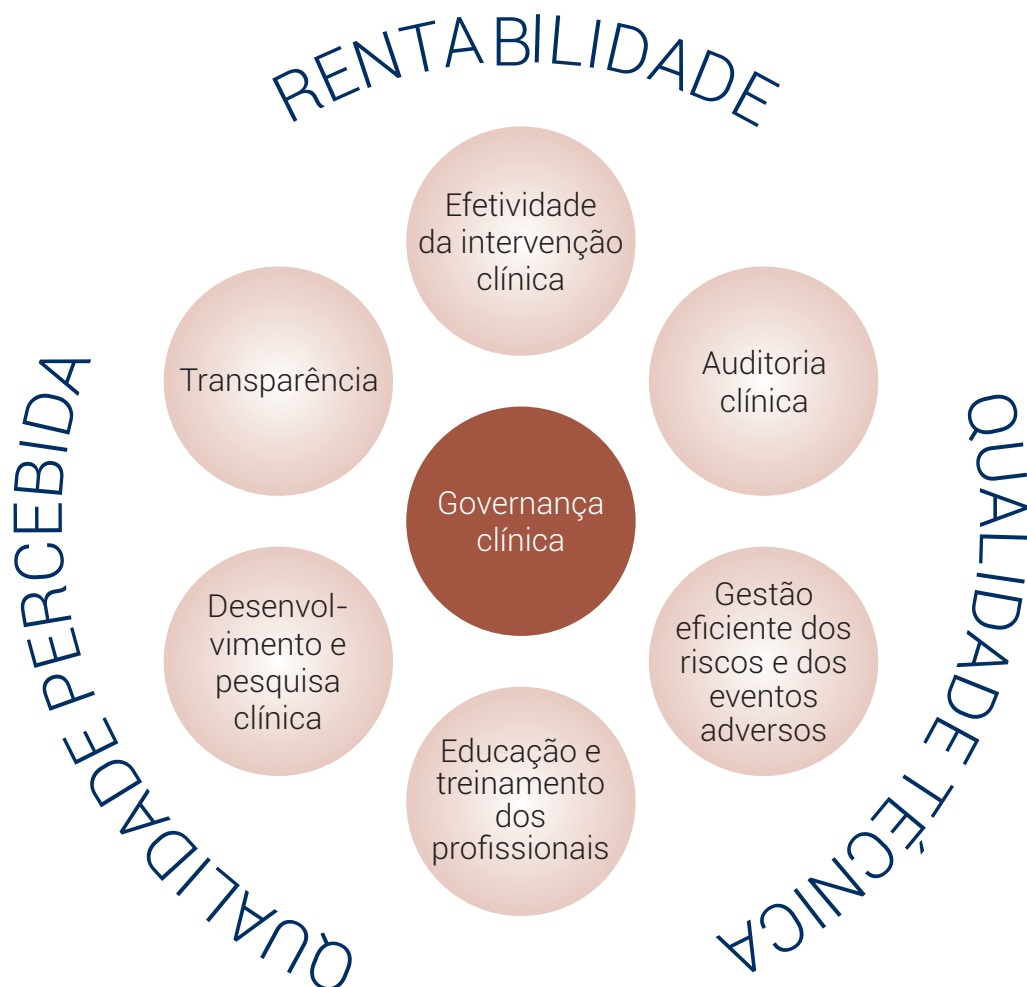 RENTABILIDADE
Efetividade
da intervenção
clínica
Transparência
Auditoria
clínica
QUALIDADE PERCEBIDA
Governança
clínica
QUALIDADE TÉCNICA
Desenvol-
vimento e
pesquisa
clínica
Gestão
eficiente dos
riscos e dos
eventos
adversos
Educação e
treinamento
dos
profissionais